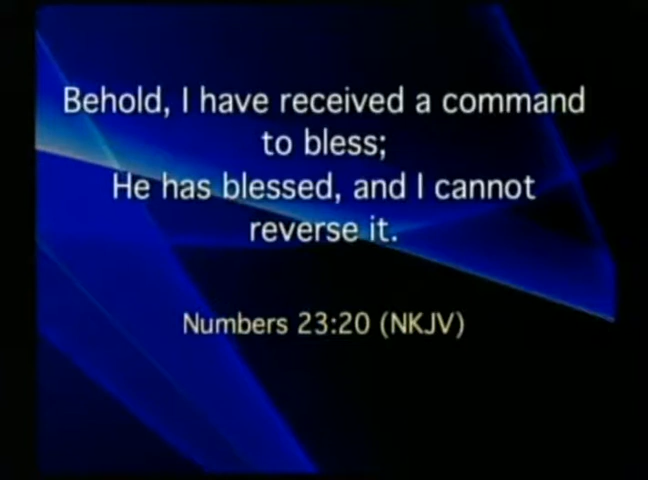 Behold, I have received a command
to bless;
He has blessed, and I cannot
reverse it.
Numbers 23:20 (NKJV)